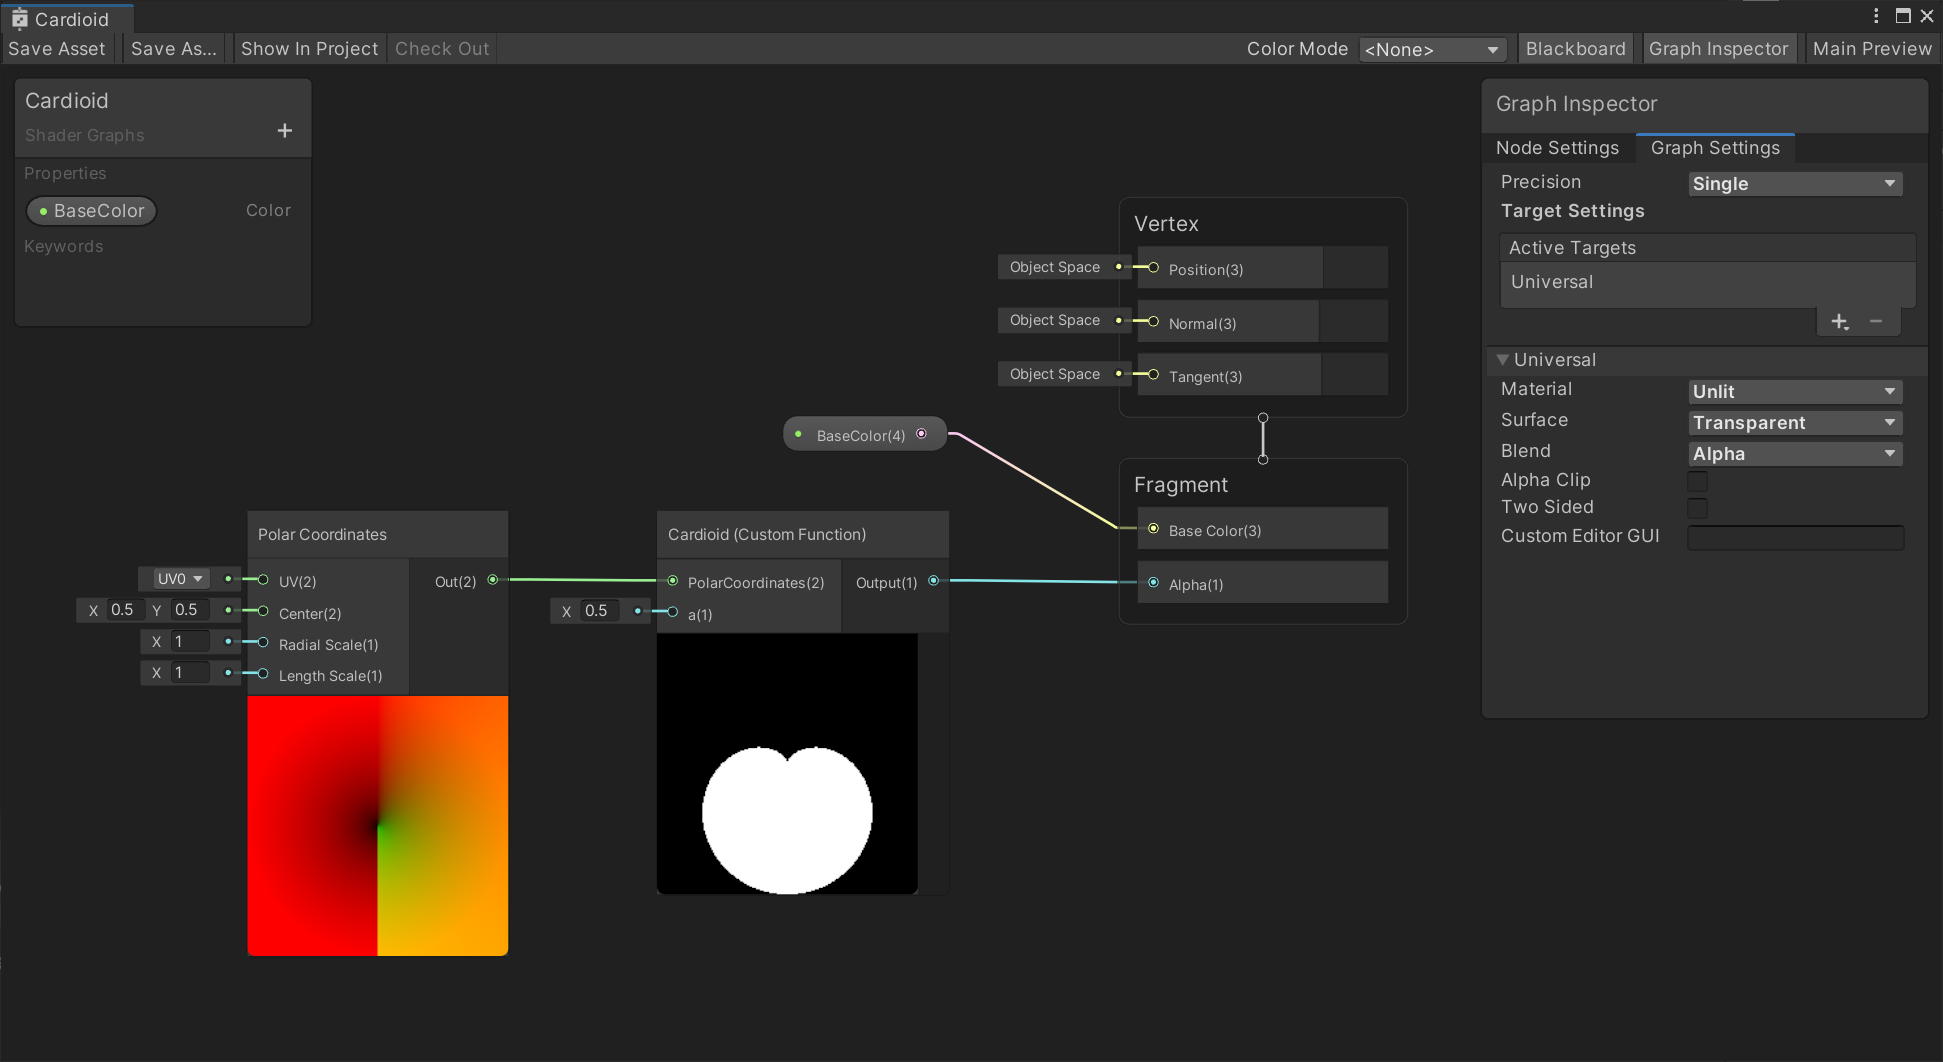 Cardioid
Save Asset
Save As...
Show In Project
Check Out
Color Mode
<None>
Blackboard
Graph Inspector
Main Preview
Cardioid
Shader Graphs
+
Properties
BaseColor
Color
Keywords
Vertex
Object Space
Position(3)
Object Space
Normal(3)
Object Space
Tangent(3)
BaseColor(4)
Fragment
Base Color(3)
Alpha(1)
Polar Coordinates
UV0
UV(2)
Out(2)
X 0.5 Y 0.5
Center(2)
X 1
Radial Scale(1)
X 1
Length Scale(1)
Cardioid (Custom Function)
PolarCoordinates(2)
Output(1)
X 0.5
a(1)
Graph Inspector
Node Settings
Graph Settings
Precision
Single
Target Settings
Active Targets
Universal
Universal
Material
Unlit
Surface
Transparent
Blend
Alpha
Alpha Clip
Two Sided
Custom Editor GUI